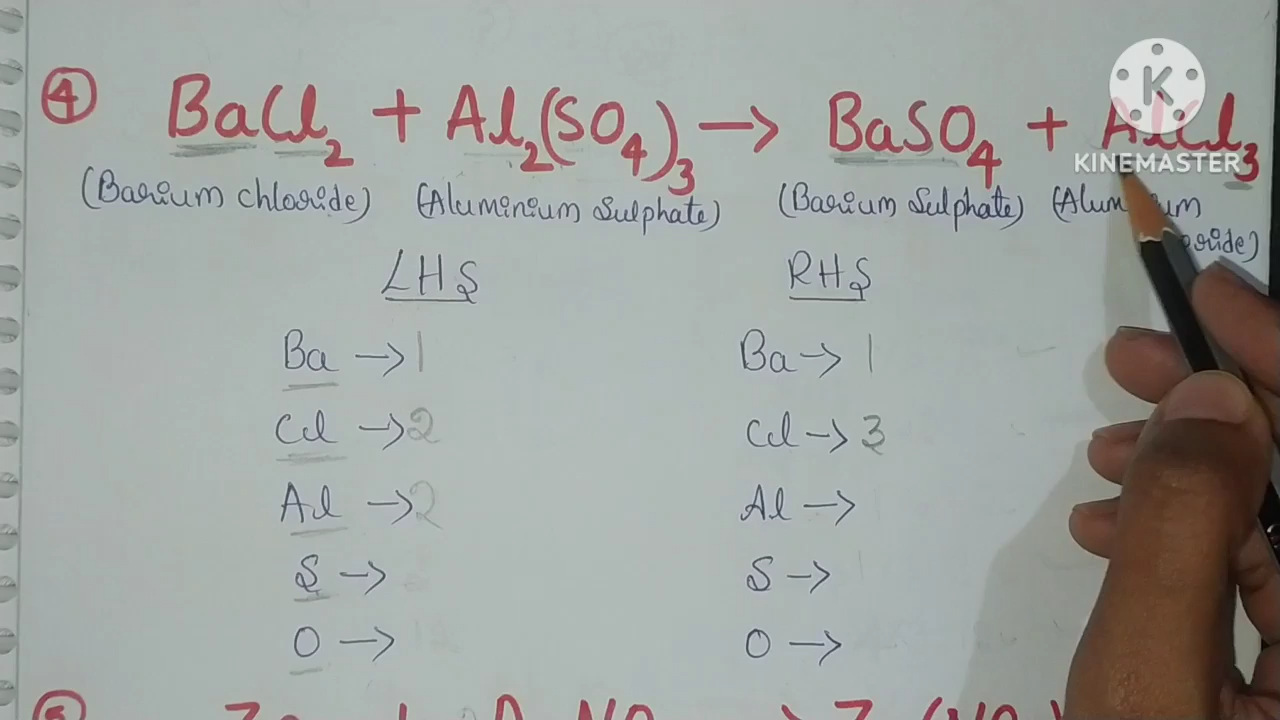 ④ BaCl₂ + Al₂(SO₄)₃ → BaSO₄ + AlCl₃
KINEMASTER
(Barium chloride) (Aluminium Sulphate) (Barium Sulphate)
LHS RHS
Ba → 1 Ba → 1
Cl → 2 Cl → 3
Al → 2 Al →
S → S →
O → O →